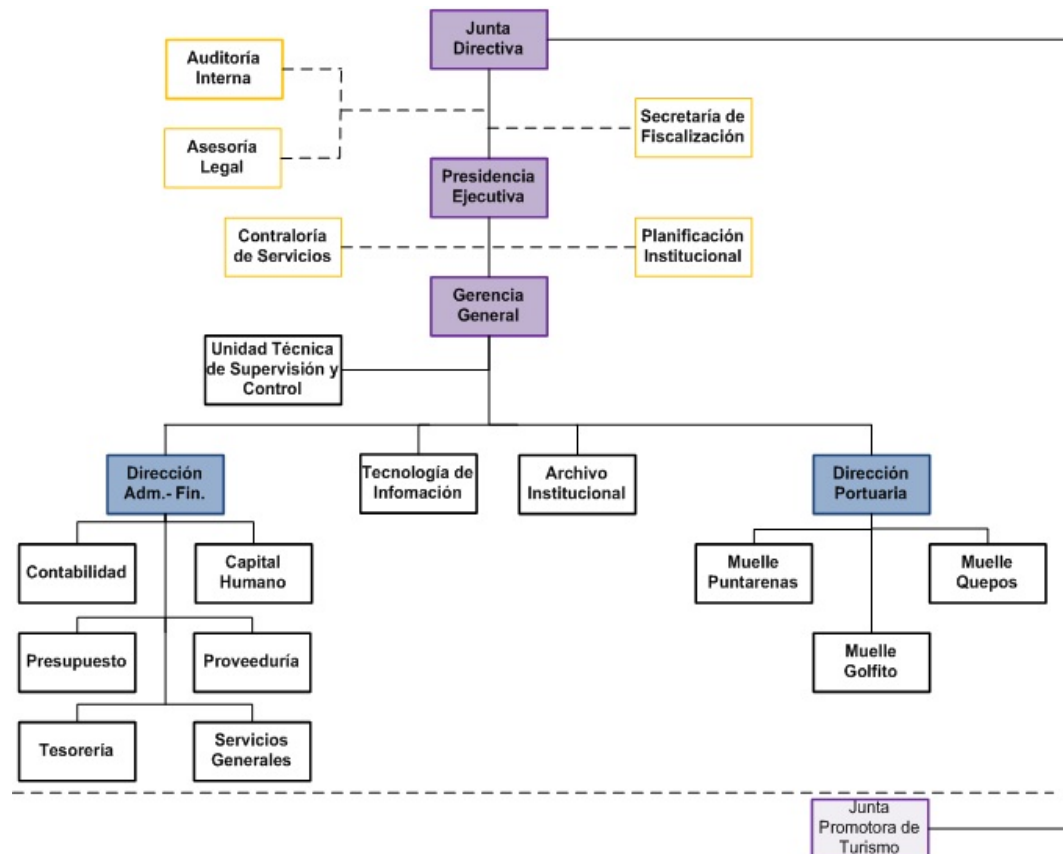 Junta
Directiva
Auditoría
Interna
Secretaría de
Fiscalización
Asesoría
Legal
Presidencia
Ejecutiva
Contraloría
de Servicios
Planificación
Institucional
Gerencia
General
Unidad Técnica
de Supervisión y
Control
Dirección
Adm.- Fin.
Tecnología de
Infomación
Archivo
Institucional
Dirección
Portuaria
Contabilidad
Capital
Humano
Muelle
Puntarenas
Muelle
Quepos
Presupuesto
Proveeduría
Muelle
Golfito
Tesorería
Servicios
Generales
Junta
Promotora de
Turismo